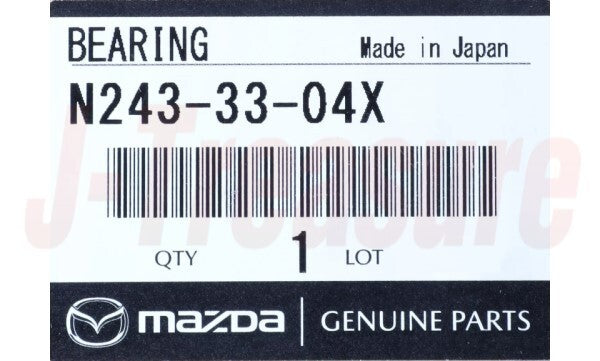 BEARING Made in Japan
N243-33-04X
J-Treasure
QTY 1 LOT
mazda GENUINE PARTS